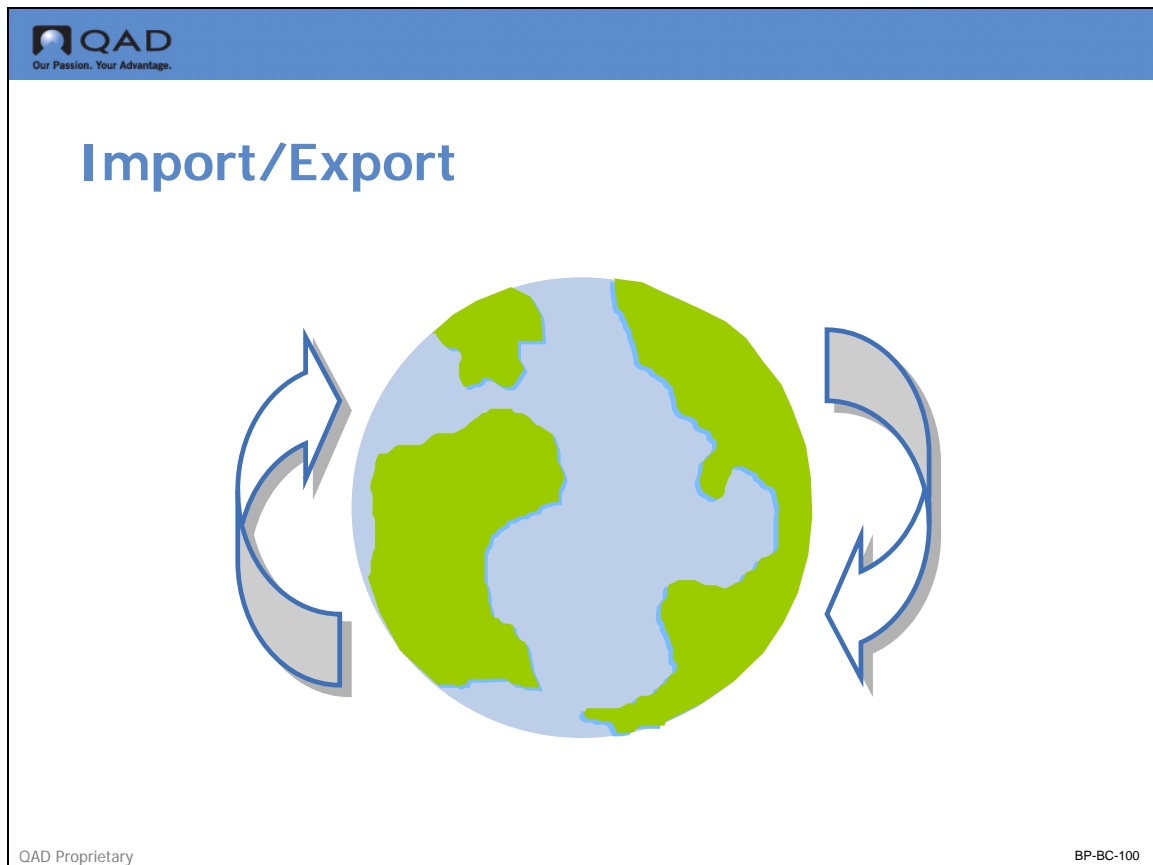 QAD
Our Passion. Your Advantage.
Import/Export
QAD Proprietary
BP-BC-100